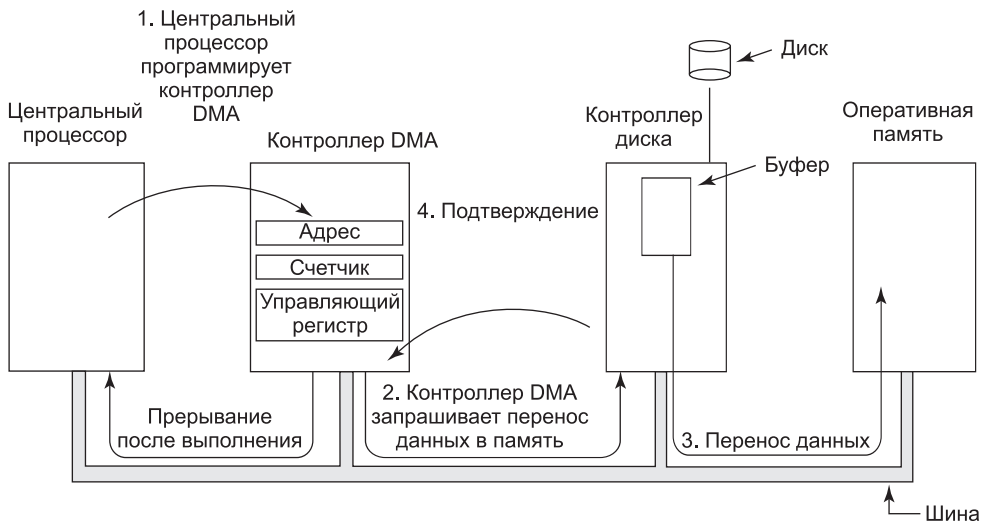 1. Центральный
процессор
программирует
контроллер
DMA
Центральный
процессор
Контроллер DMA
Диск
Контроллер
диска
Оперативная
память
Буфер
4. Подтверждение
Адрес
Счетчик
Управляющий
регистр
Прерывание
после выполнения
2. Контроллер DMA
запрашивает перенос
данных в память
3. Перенос данных
Шина